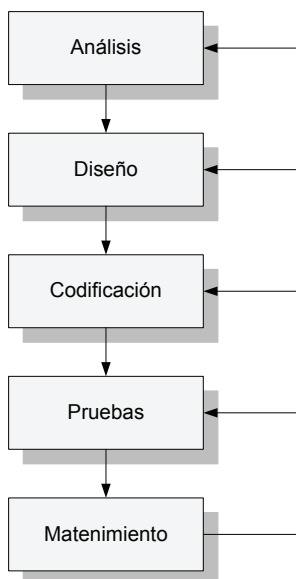 Análisis
Diseño
Codificación
Pruebas
Matenimiento